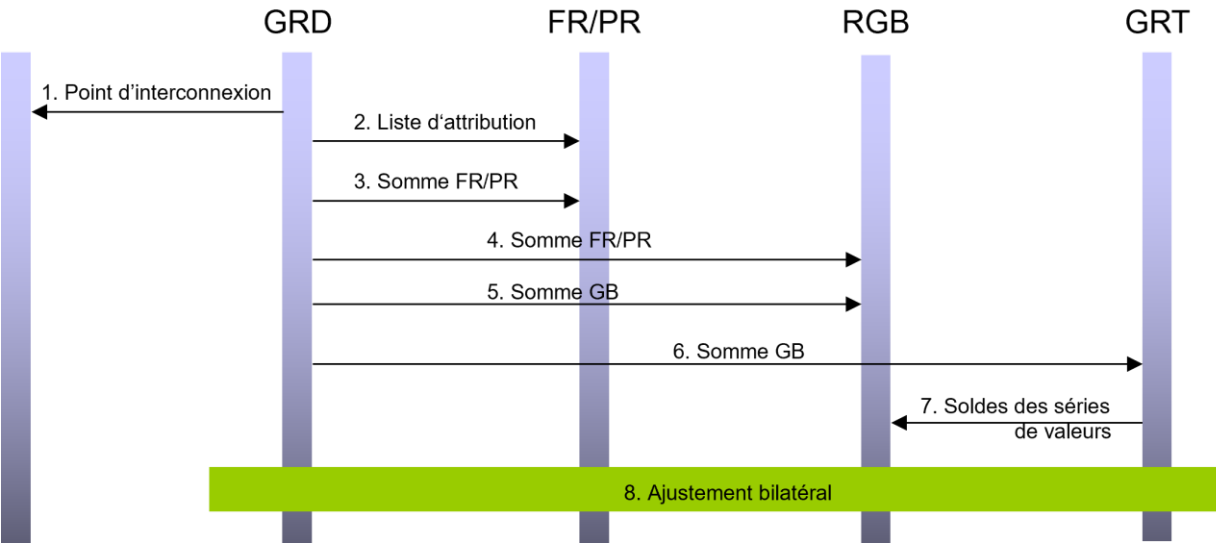 GRD FR/PR RGB GRT
1. Point d'interconnexion
2. Liste d‘attribution
3. Somme FR/PR
4. Somme FR/PR
5. Somme GB
6. Somme GB
7. Soldes des séries
de valeurs
8. Ajustement bilatéral